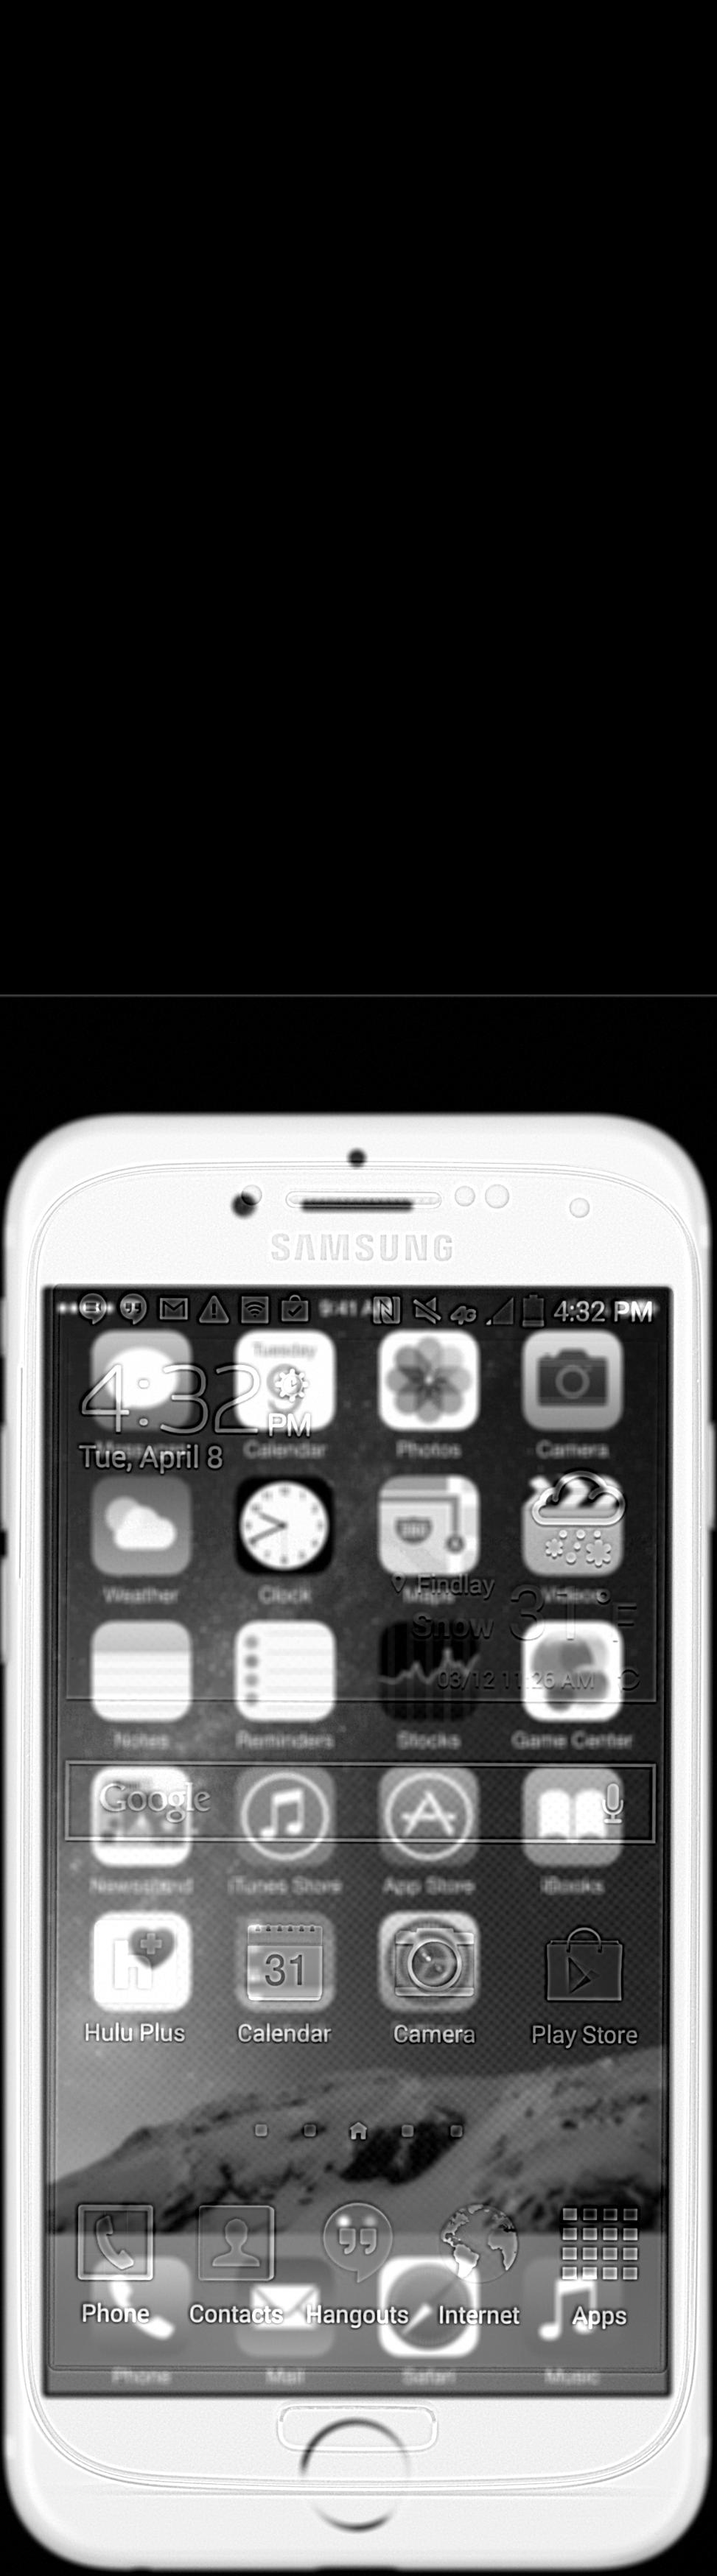 SAMSUNG
9:41 A
4G
4:32 PM
4:32 PM
Tuesday
Tue, April 8
Calendar
Photos
Camera
Weather
Clock
Maps
Videos
Findlay
Snow
31°F
03/12 11:26 AM
Notes
Reminders
Stocks
Game Center
Google
Newsstand
iTunes Store
App Store
iBooks
h
31
Hulu Plus
Calendar
Camera
Play Store
Phone
Contacts
Hangouts
Internet
Apps
Phone
Mail
Safari
Music